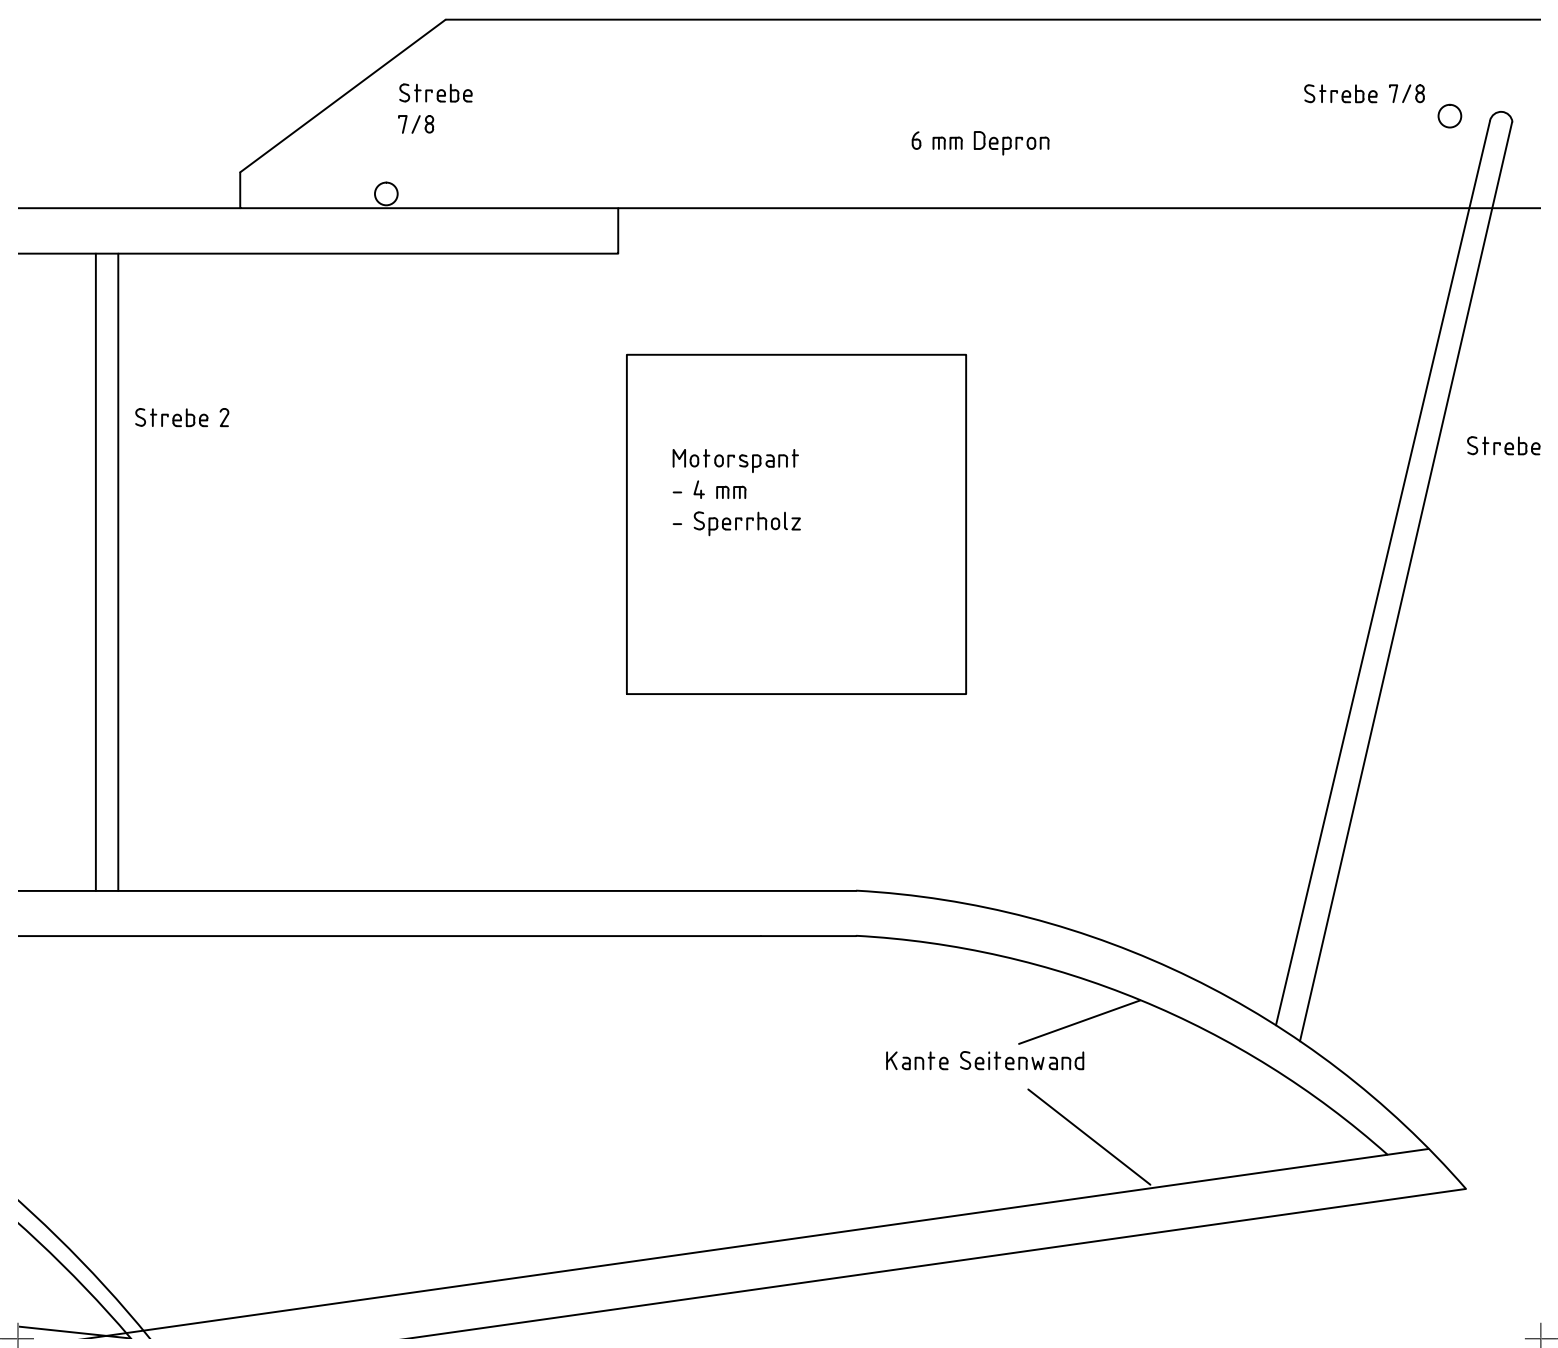 Strebe
7/8
Strebe 7/8
6 mm Depron
Strebe 2
Strebe
Motorspant
- 4 mm
- Sperrholz
Kante Seitenwand